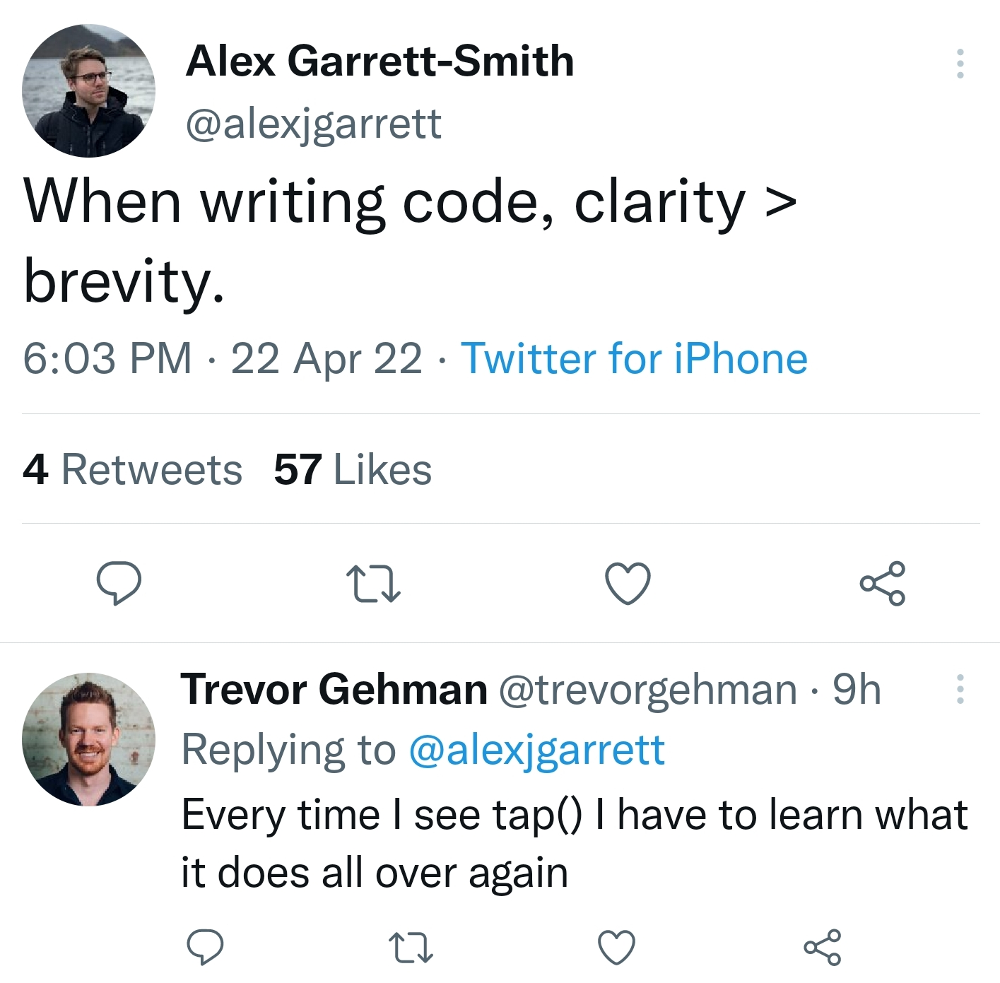 Alex Garrett-Smith
@alexjgarrett
When writing code, clarity >
brevity.
6:03 PM · 22 Apr 22 · Twitter for iPhone
4 Retweets 57 Likes
Trevor Gehman @trevorgehman · 9h
Replying to @alexjgarrett
Every time I see tap() I have to learn what
it does all over again